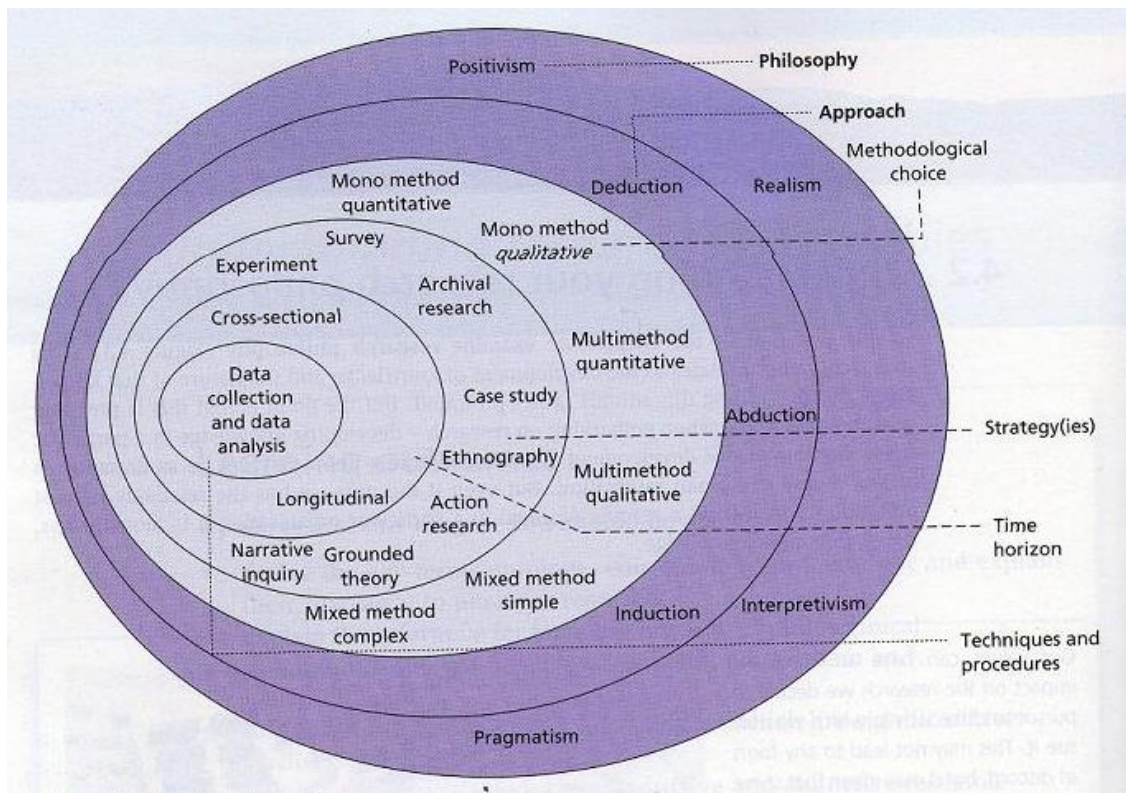 Positivism
Philosophy
Approach
Methodological
choice
Deduction
Realism
Mono method
quantitative
Mono method
qualitative
Survey
Experiment
Archival
research
Cross-sectional
Multimethod
quantitative
Data
collection
and data
analysis
Case study
Abduction
Strategy(ies)
Ethnography
Multimethod
qualitative
Longitudinal
Action
research
Time
horizon
Narrative
inquiry
Grounded
theory
Mixed method
simple
Mixed method
complex
Induction
Interpretivism
Techniques and
procedures
Pragmatism
4.2